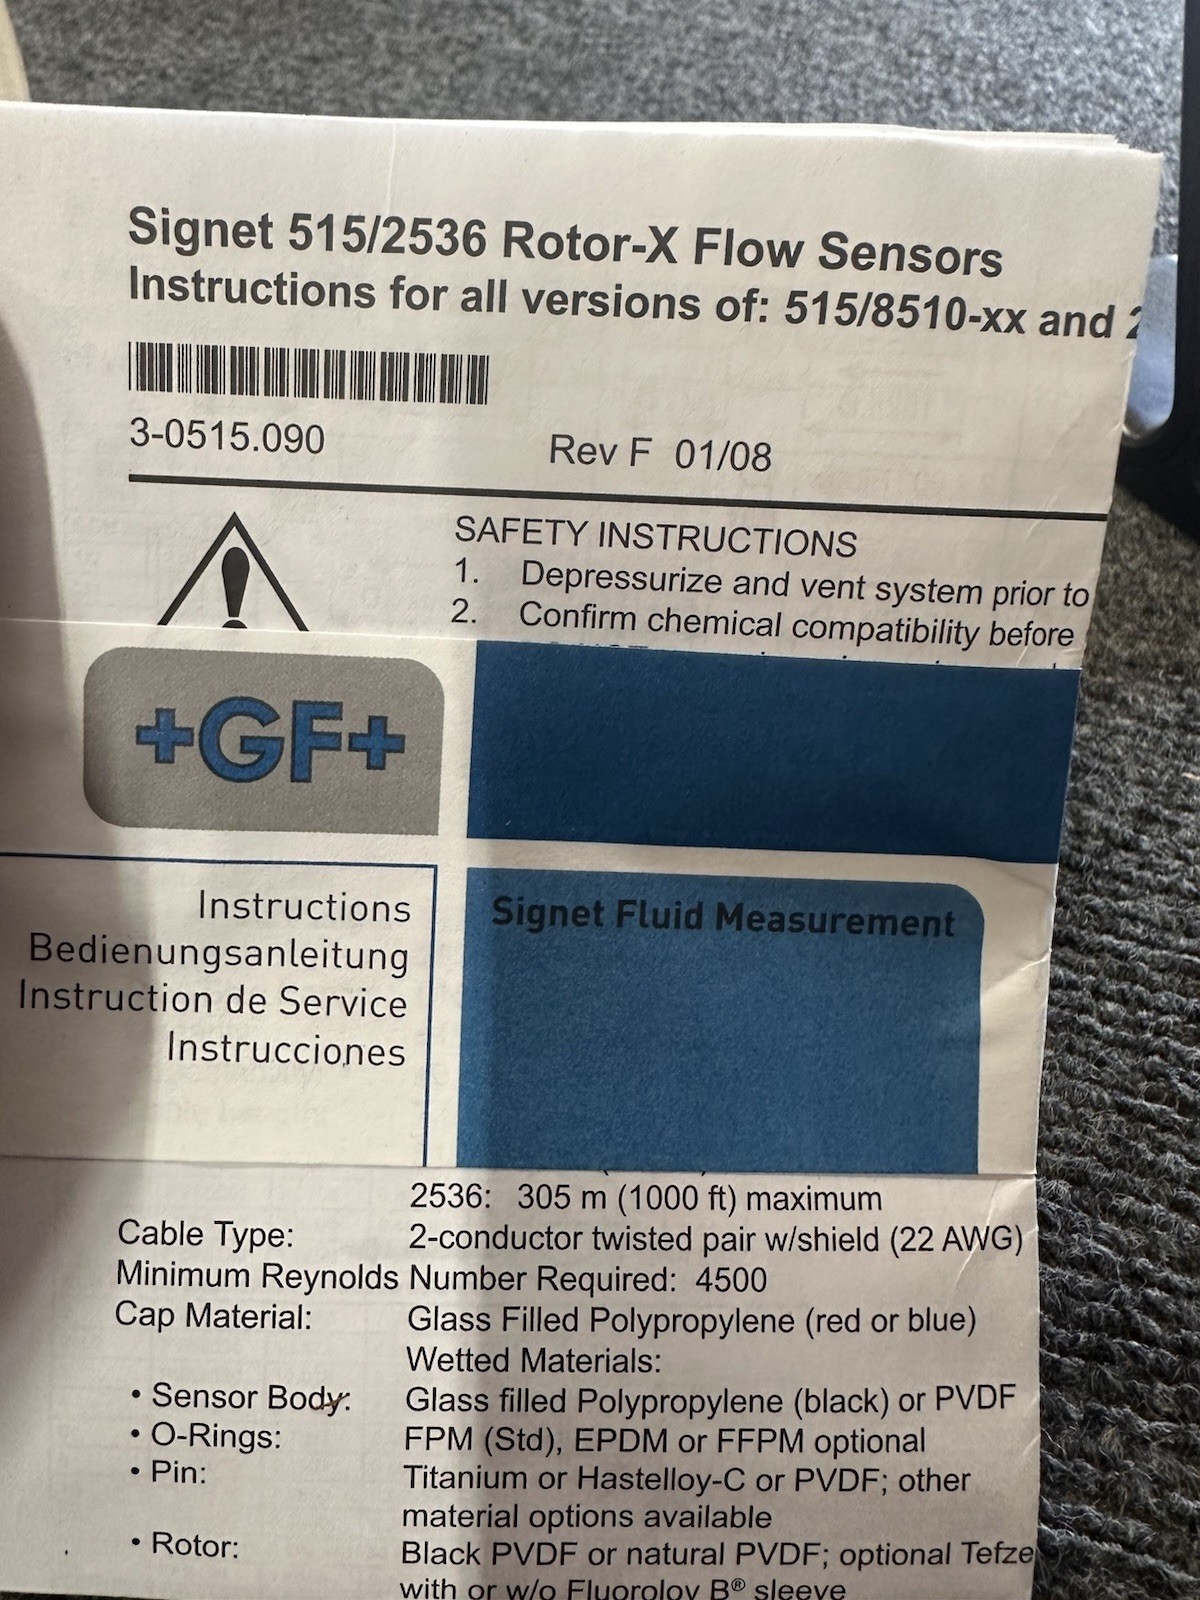 Signet 515/2536 Rotor-X Flow Sensors
Instructions for all versions of: 515/8510-xx and
3-0515.090
Rev F 01/08
SAFETY INSTRUCTIONS
1. Depressurize and vent system prior to
2. Confirm chemical compatibility before
+GF+
Instructions
Bedienungsanleitung
Instruction de Service
Instrucciones
Signet Fluid Measurement
2536: 305 m (1000 ft) maximum
Cable Type: 2-conductor twisted pair w/shield (22 AWG)
Minimum Reynolds Number Required: 4500
Cap Material: Glass Filled Polypropylene (red or blue)
Wetted Materials:
• Sensor Body: Glass filled Polypropylene (black) or PVDF
• O-Rings: FPM (Std), EPDM or FFPM optional
• Pin: Titanium or Hastelloy-C or PVDF; other
material options available
• Rotor: Black PVDF or natural PVDF; optional Tefze
with or w/o Fluoroloy B® sleeve